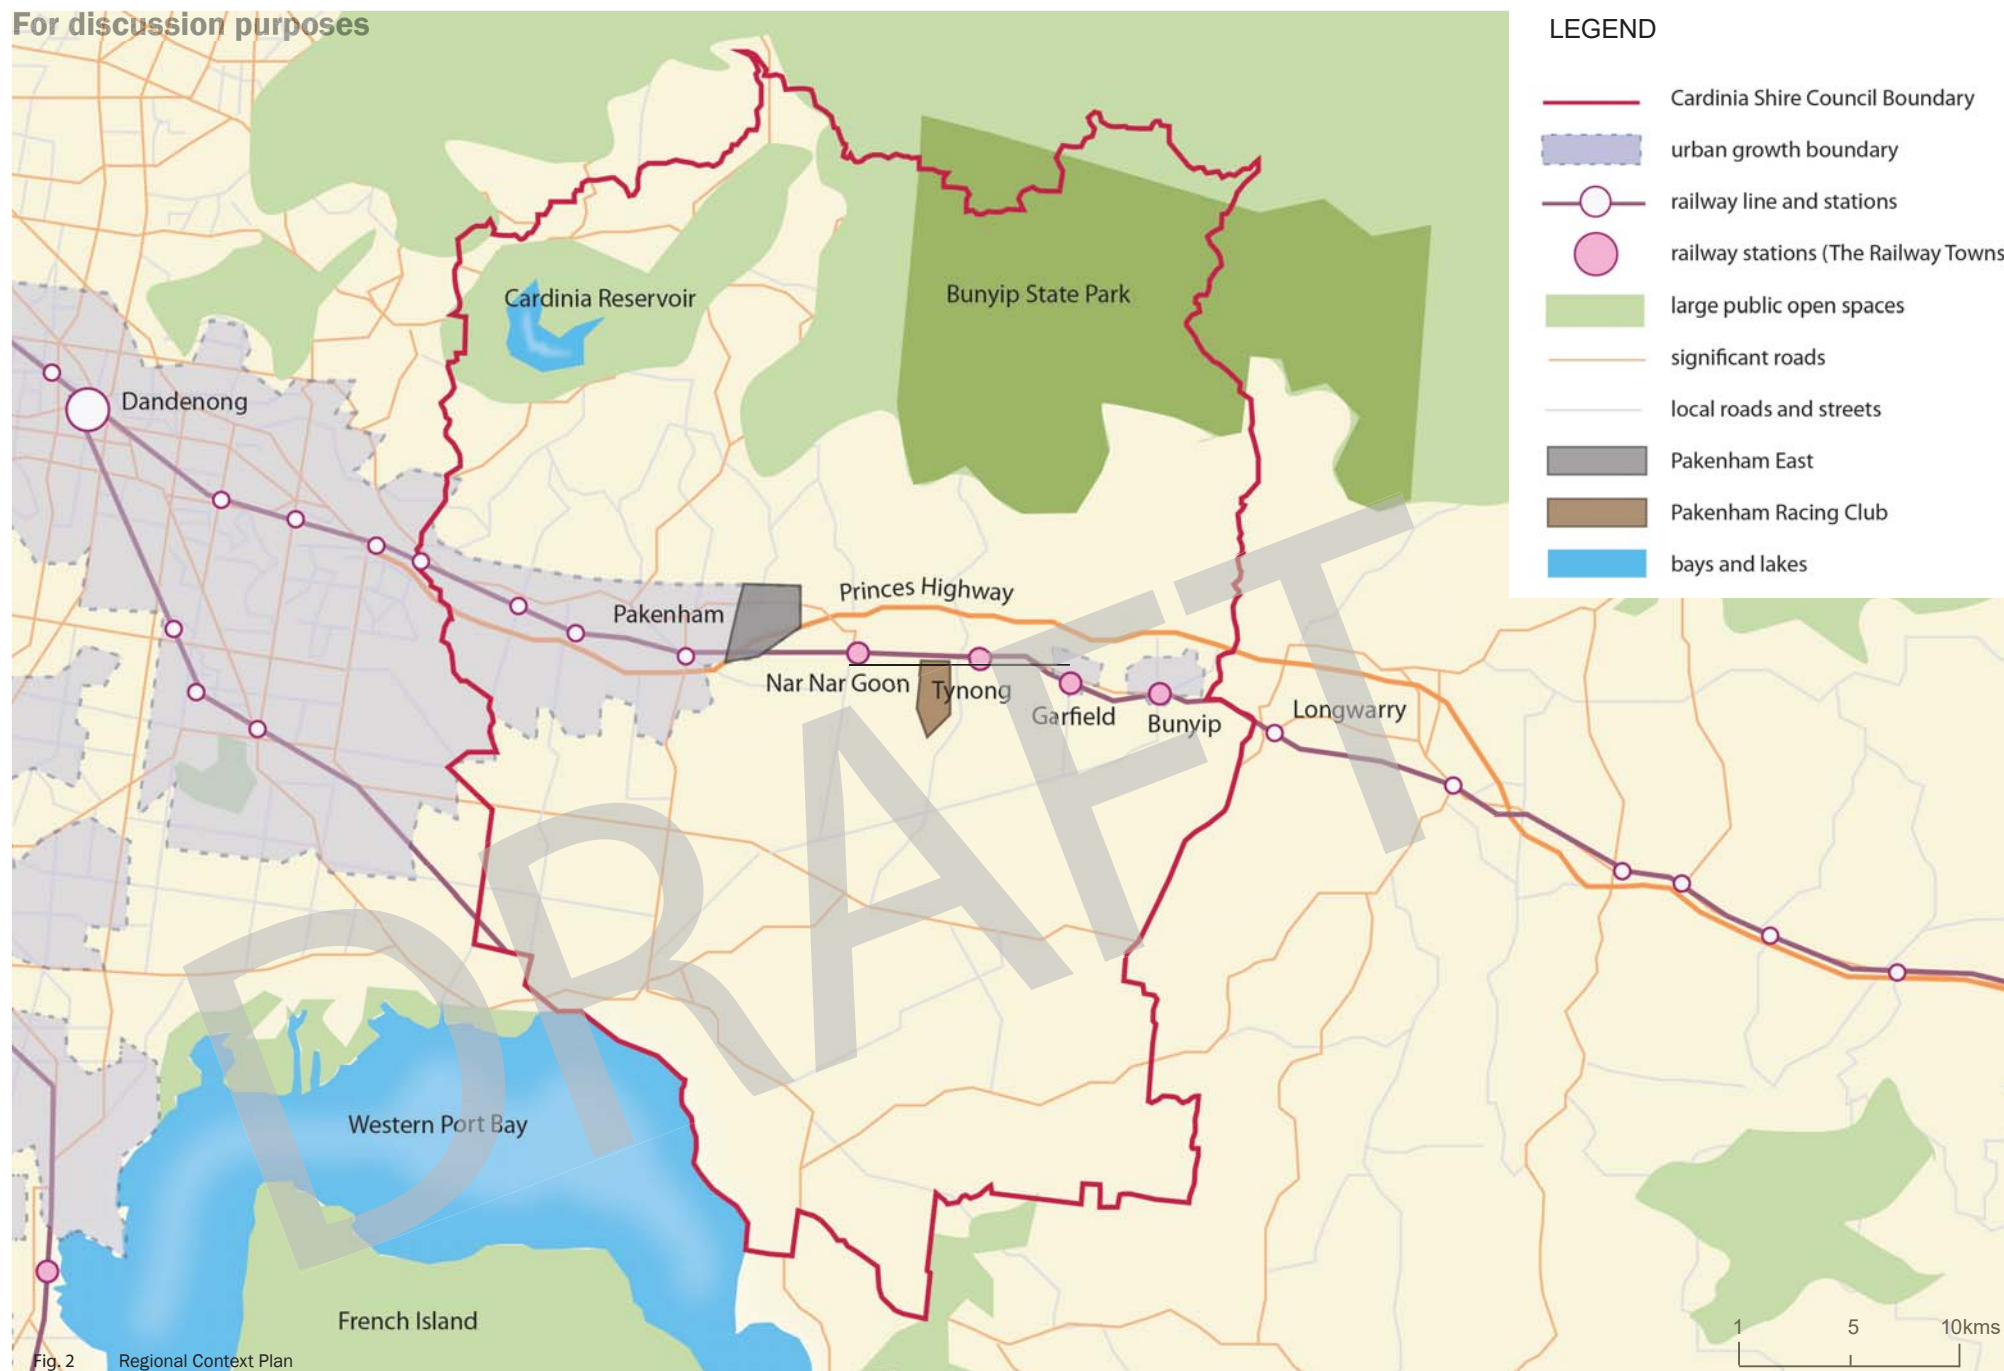 For discussion purposes
LEGEND
Cardinia Shire Council Boundary
urban growth boundary
railway line and stations
railway stations (The Railway Towns
large public open spaces
significant roads
local roads and streets
Pakenham East
Pakenham Racing Club
bays and lakes
Cardinia Reservoir
Bunyip State Park
Dandenong
Princes Highway
Pakenham
Nar Nar Goon
Tynong
Garfield
Bunyip
Longwarry
DRAFT
Western Port Bay
French Island
1 5 10kms
Fig. 2 Regional Context Plan